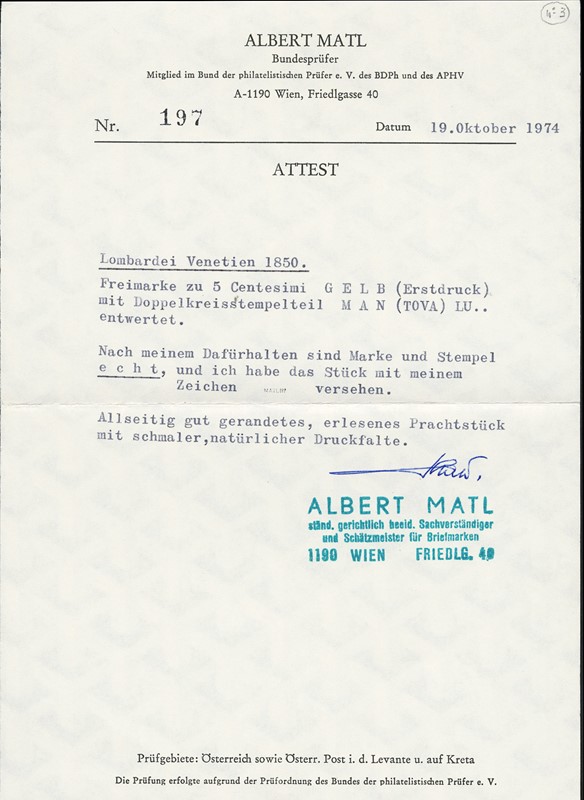 N° 3
ALBERT MATL
Bundesprüfer
Mitglied im Bund der philatelistischen Prüfer e. V. des BDPh und des APHV
A-1190 Wien, Friedlgasse 40
Nr. 197 Datum 19.Oktober 1974
ATTEST
Lombardei Venetien 1850.
Freimarke zu 5 Centesimi G E L B (Erstdruck)
mit Doppelkreisstempelteil M A N (TOVA) LU..
entwertet.
Nach meinem Dafürhalten sind Marke und Stempel
e c h t, und ich habe das Stück mit meinem
Zeichen versehen.
Allseitig gut gerandetes, erlesenes Prachtstück
mit schmaler,natürlicher Druckfalte.
ALBERT MATL
ständ. gerichtlich beeid. Sachverständiger
und Schätzmeister für Briefmarken
1190 WIEN FRIEDLG. 40
Prüfgebiete: Österreich sowie Österr. Post i. d. Levante u. auf Kreta
Die Prüfung erfolgte aufgrund der Prüfordnung des Bundes der philatelistischen Prüfer e. V.